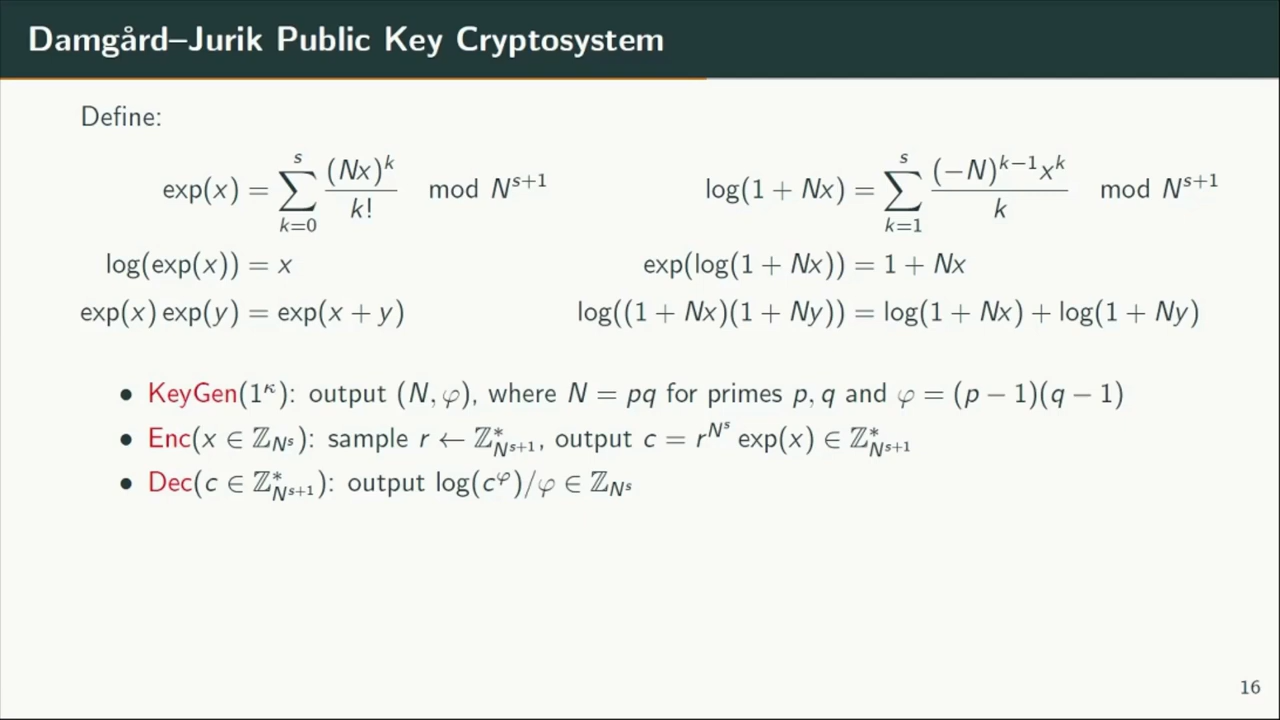 Damgård–Jurik Public Key Cryptosystem
Define:
exp(x) = ∑_{k=0}^{s} (Nx)^k / k! mod N^{s+1} log(1 + Nx) = ∑_{k=1}^{s} (−N)^{k−1}x^k / k mod N^{s+1}
log(exp(x)) = x exp(log(1 + Nx)) = 1 + Nx
exp(x) exp(y) = exp(x + y) log((1 + Nx)(1 + Ny)) = log(1 + Nx) + log(1 + Ny)
• KeyGen(1^κ): output (N, φ), where N = pq for primes p, q and φ = (p − 1)(q − 1)
• Enc(x ∈ ℤ_{N^s}): sample r ← ℤ*_{N^{s+1}}, output c = r^{N^s} exp(x) ∈ ℤ*_{N^{s+1}}
• Dec(c ∈ ℤ*_{N^{s+1}}): output log(c^φ)/φ ∈ ℤ_{N^s}
16